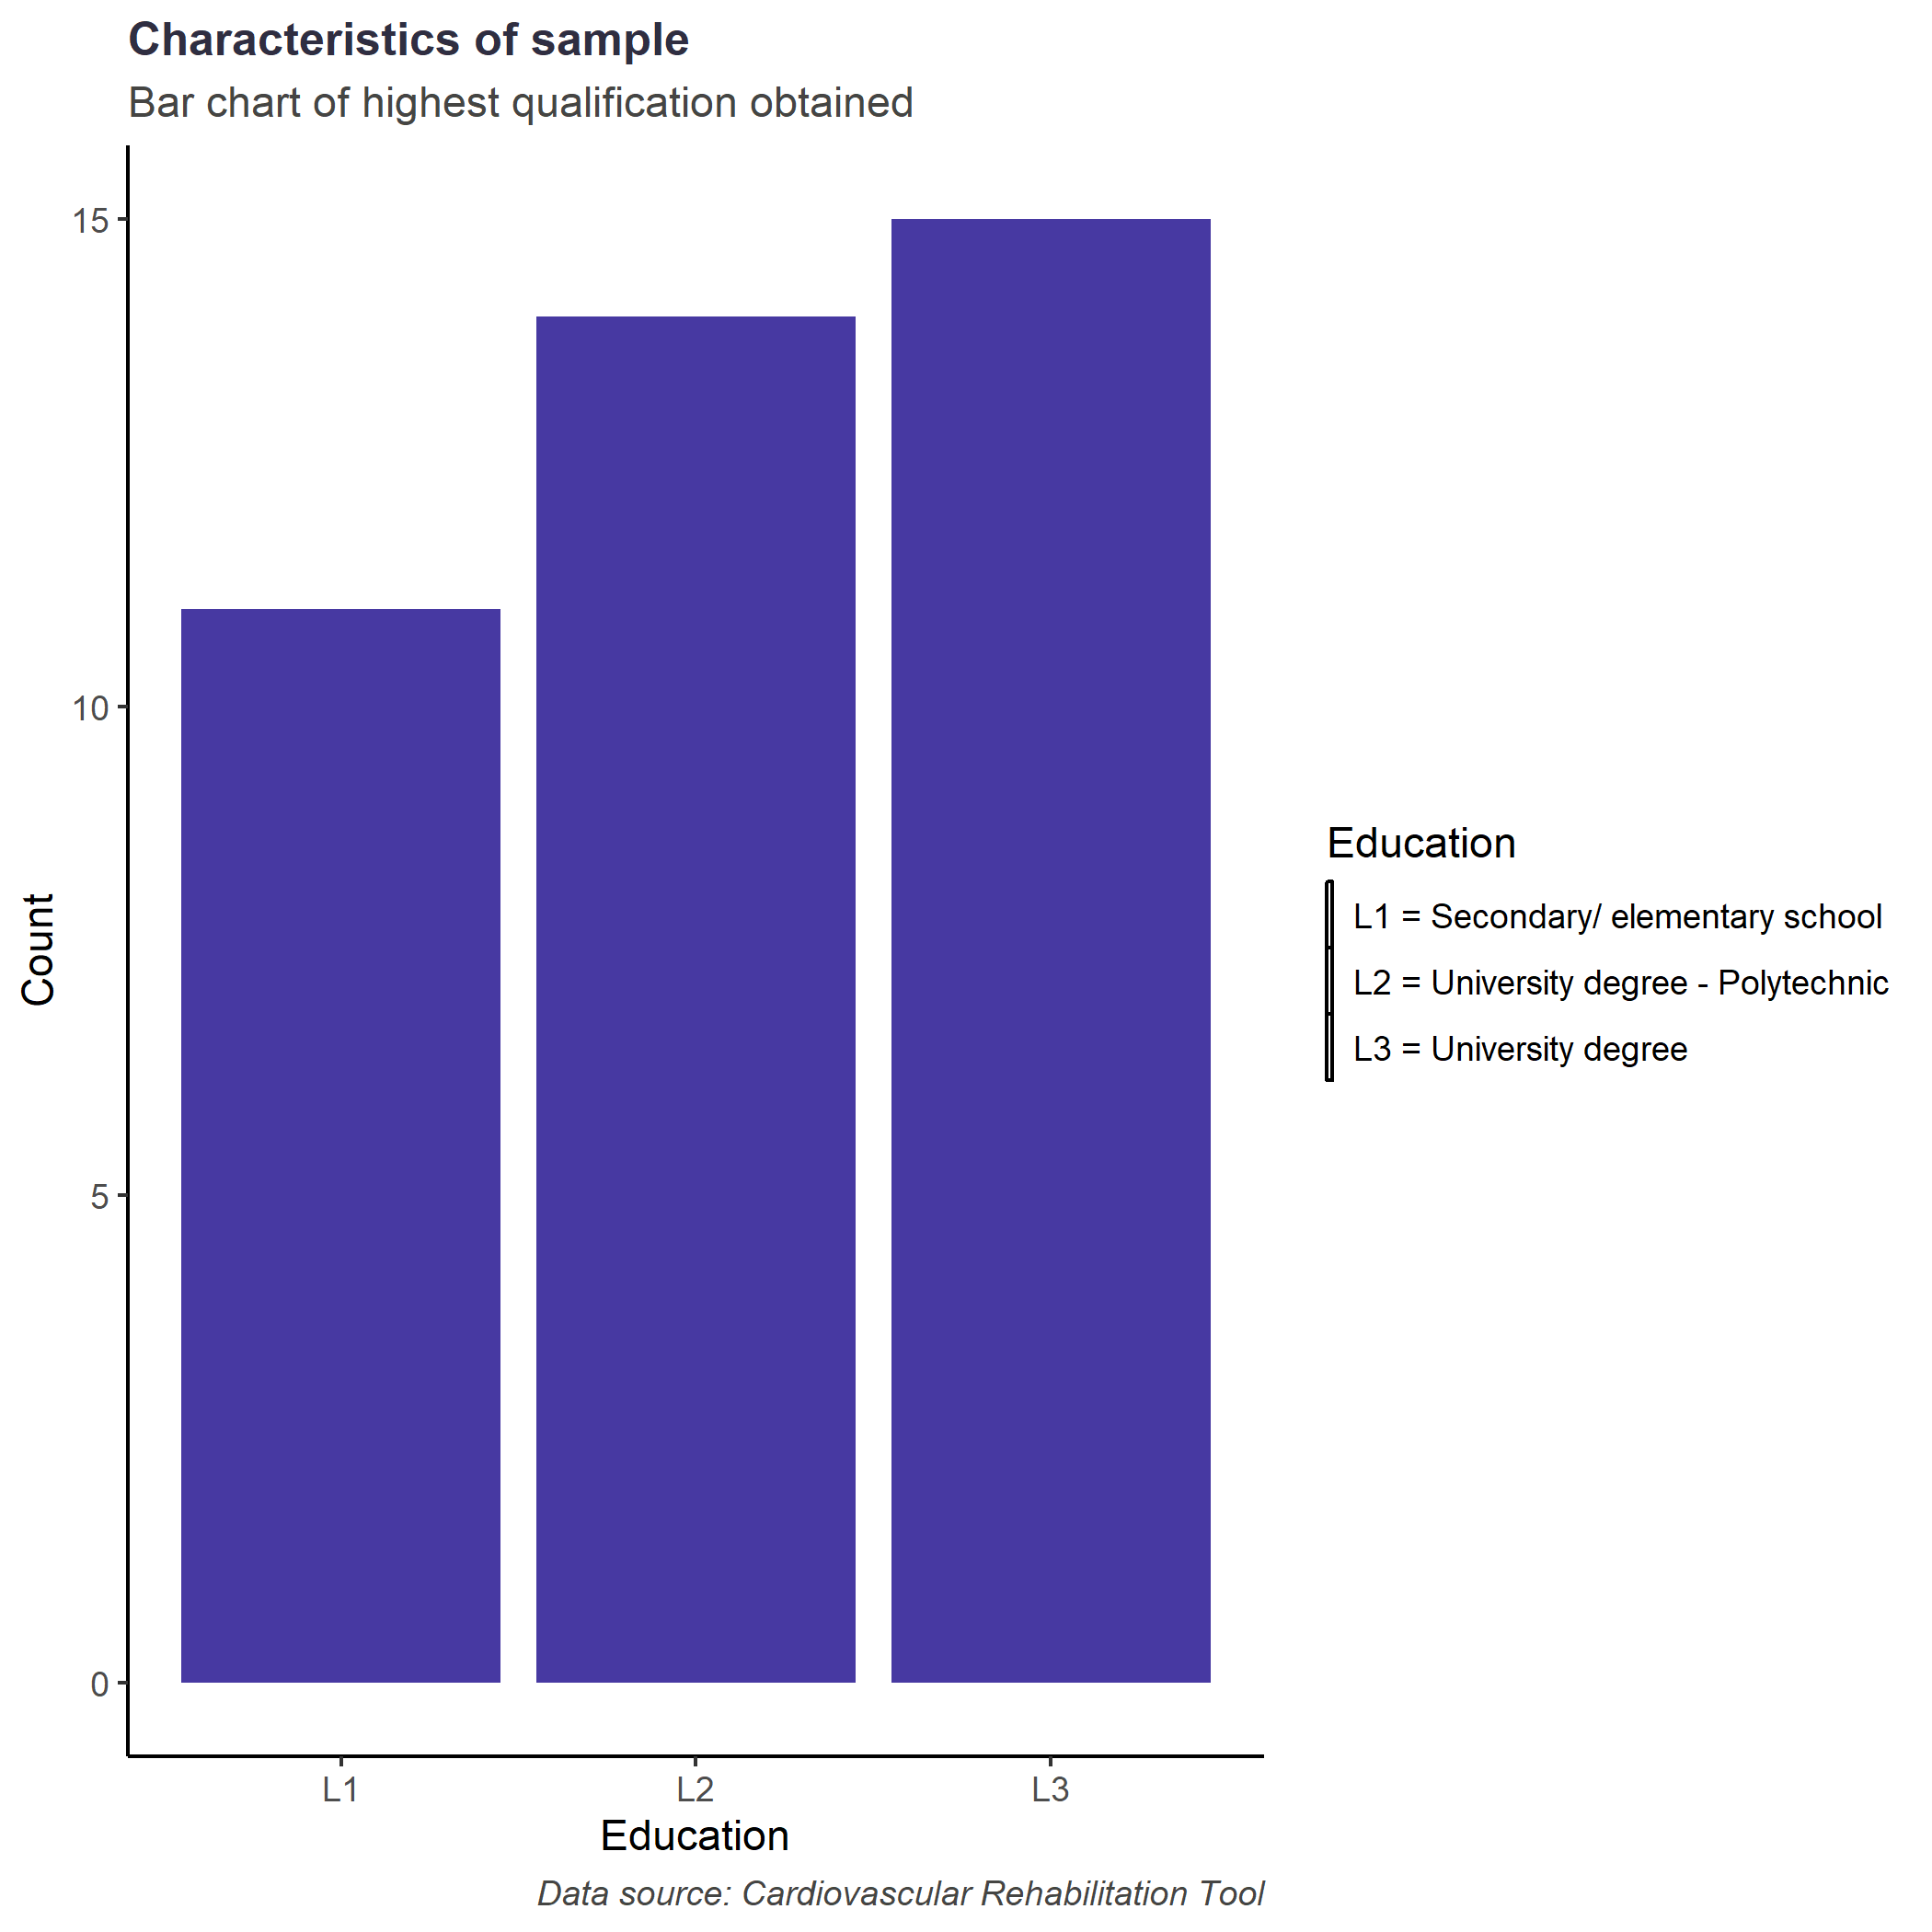 Characteristics of sample
Bar chart of highest qualification obtained
15
10
5
0
Count
L1
L2
L3
Education
Education
L1 = Secondary/ elementary school
L2 = University degree - Polytechnic
L3 = University degree
Data source: Cardiovascular Rehabilitation Tool